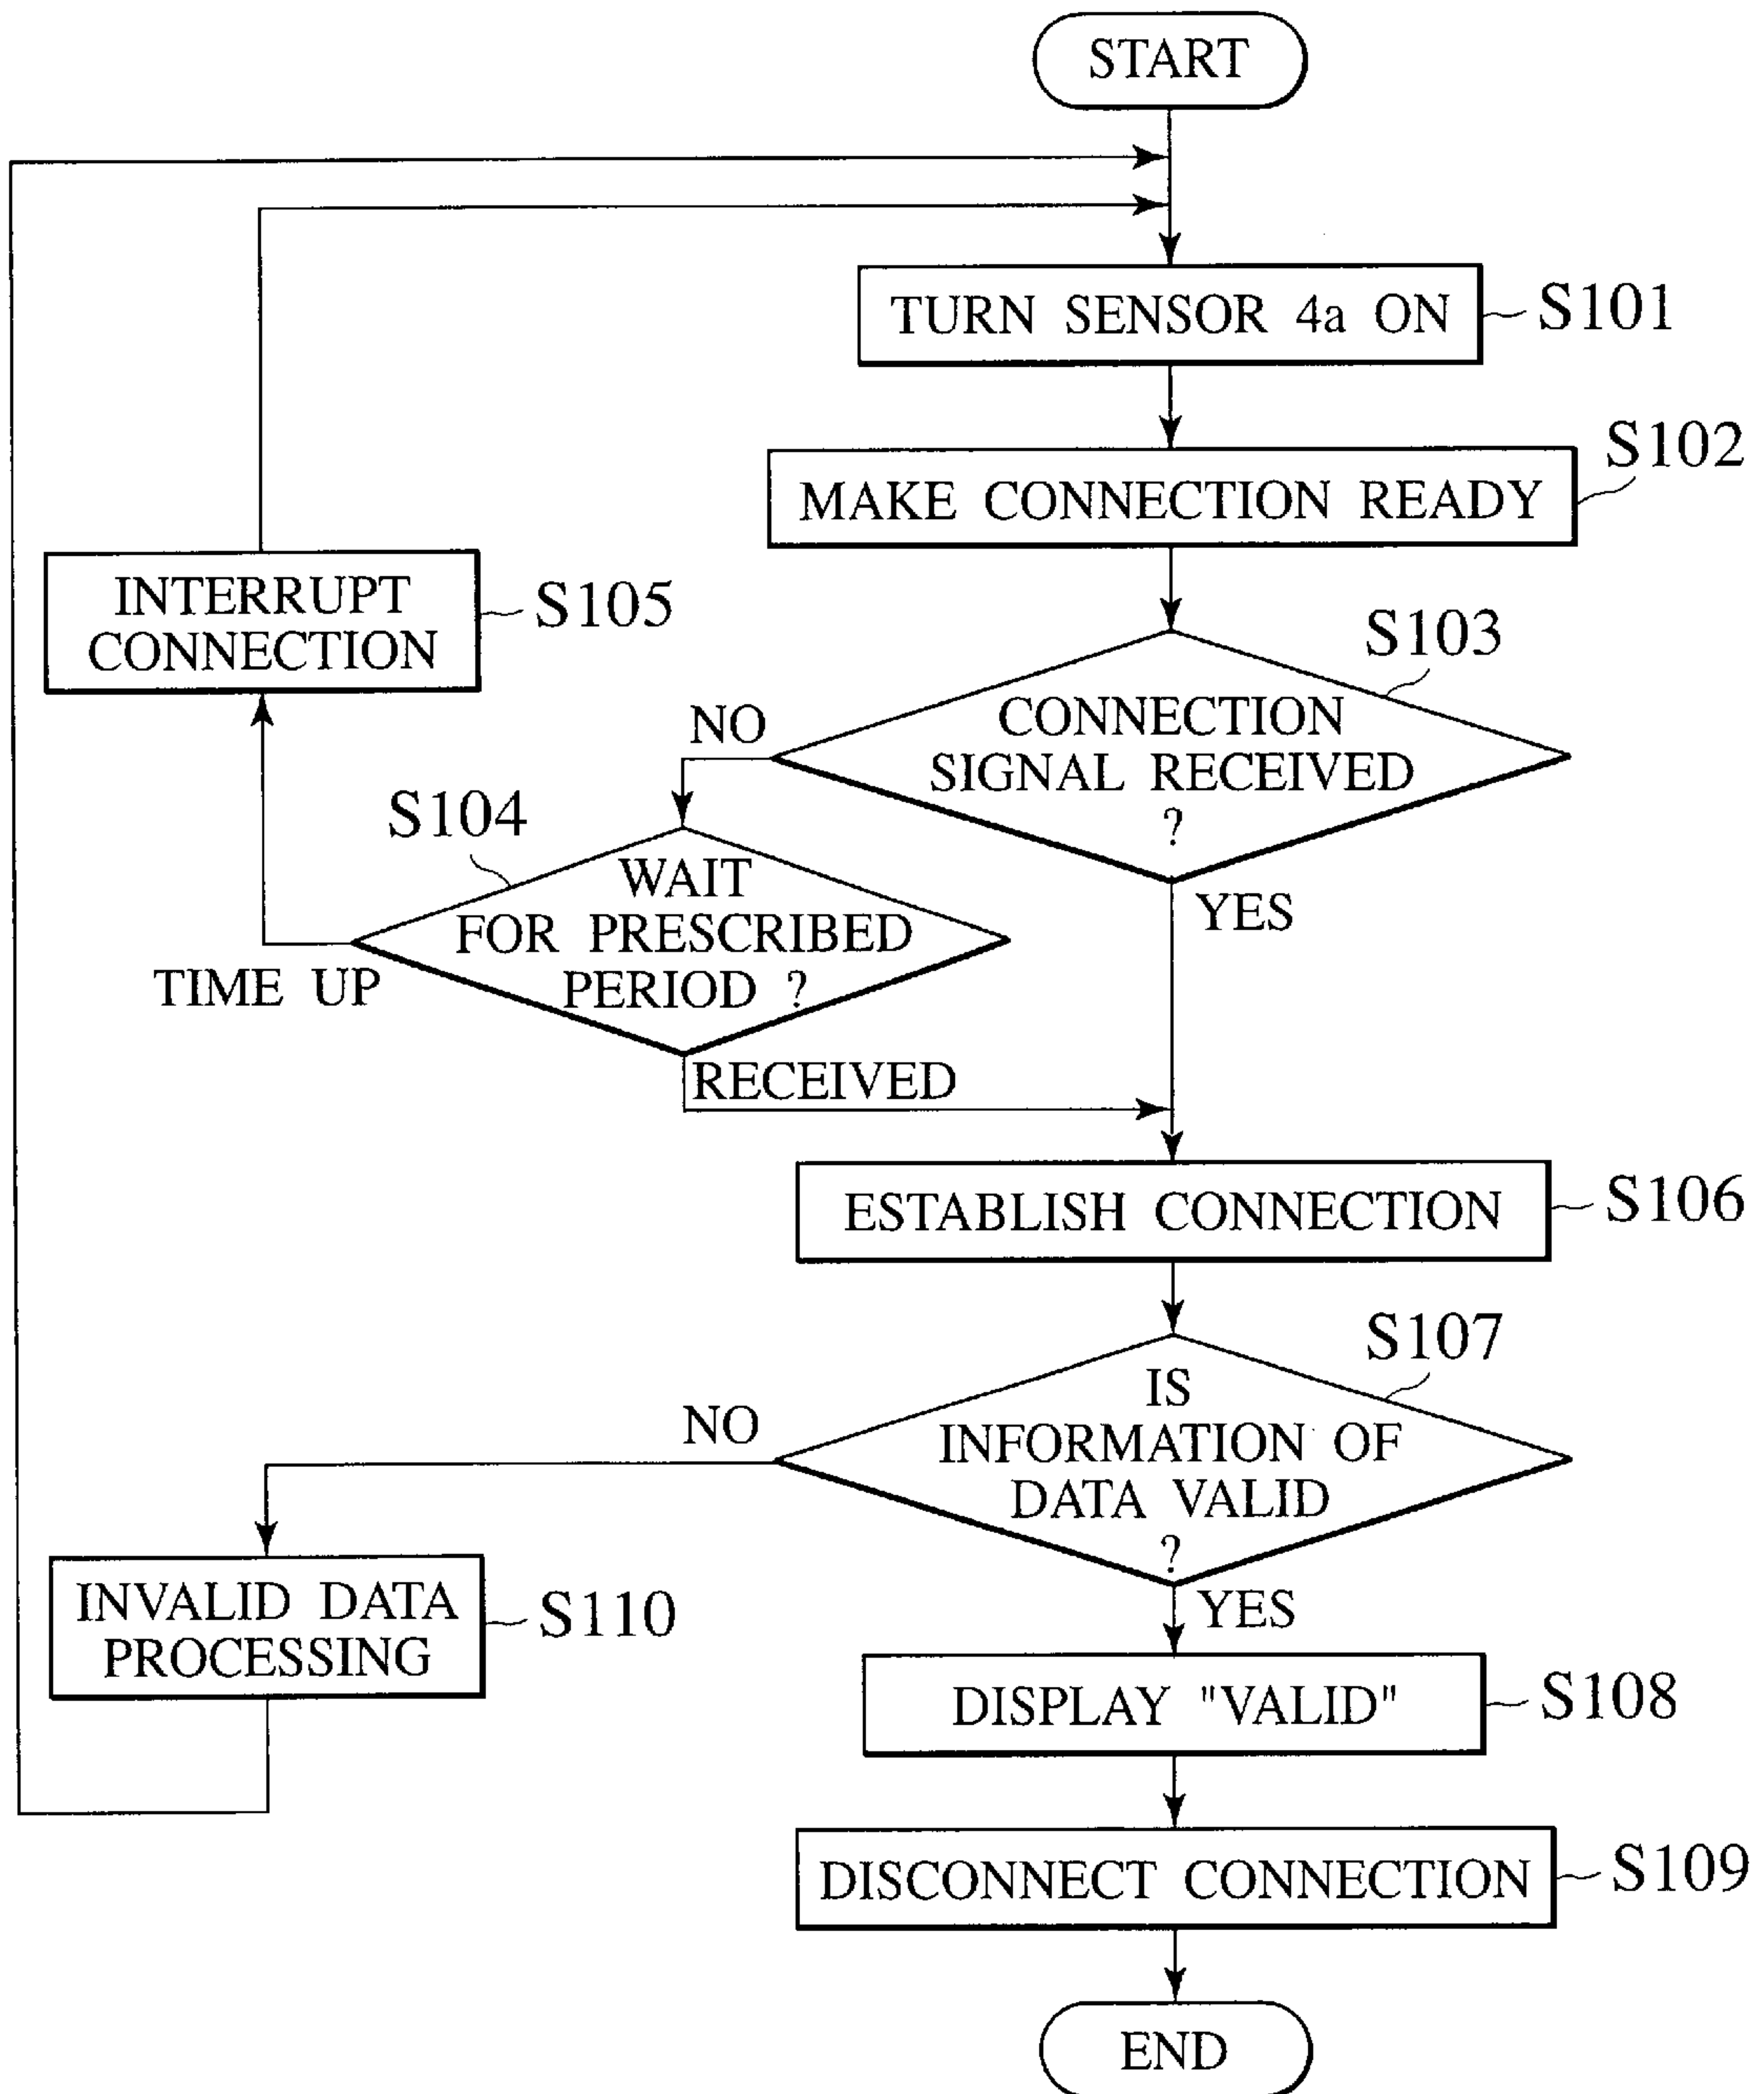 START
TURN SENSOR 4a ON
S101
MAKE CONNECTION READY
S102
INTERRUPT
CONNECTION
S105
S103
CONNECTION
SIGNAL RECEIVED
?
NO
YES
S104
WAIT
FOR PRESCRIBED
PERIOD ?
TIME UP
RECEIVED
ESTABLISH CONNECTION
S106
S107
IS
INFORMATION OF
DATA VALID
?
NO
YES
INVALID DATA
PROCESSING
S110
DISPLAY "VALID"
S108
DISCONNECT CONNECTION
S109
END